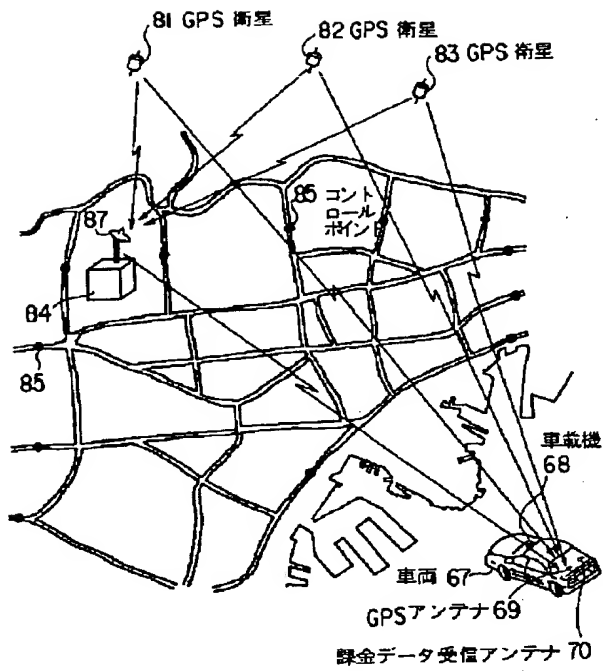 81 GPS 衛星
82 GPS 衛星
83 GPS 衛星
87
85 コント
ロール
ポイント
84
85
車載機
68
車両 67
GPSアンテナ 69
課金データ受信アンテナ 70